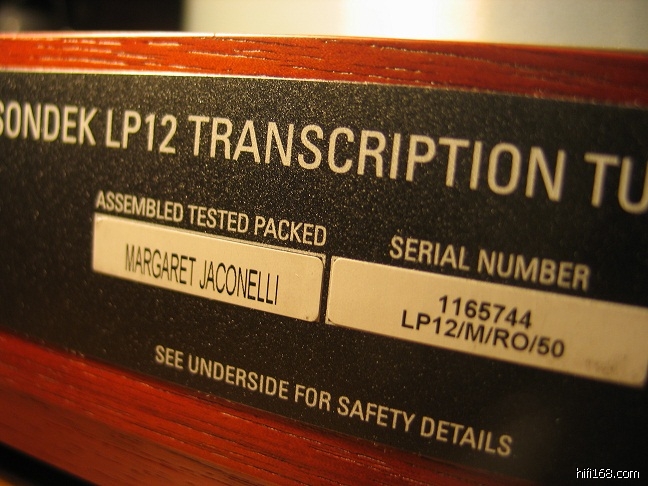 SONDEK LP12 TRANSCRIPTION TU
ASSEMBLED TESTED PACKED
MARGARET JACONELLI
SERIAL NUMBER
1165744
LP12/M/RO/50
SEE UNDERSIDE FOR SAFETY DETAILS
hifi168.com